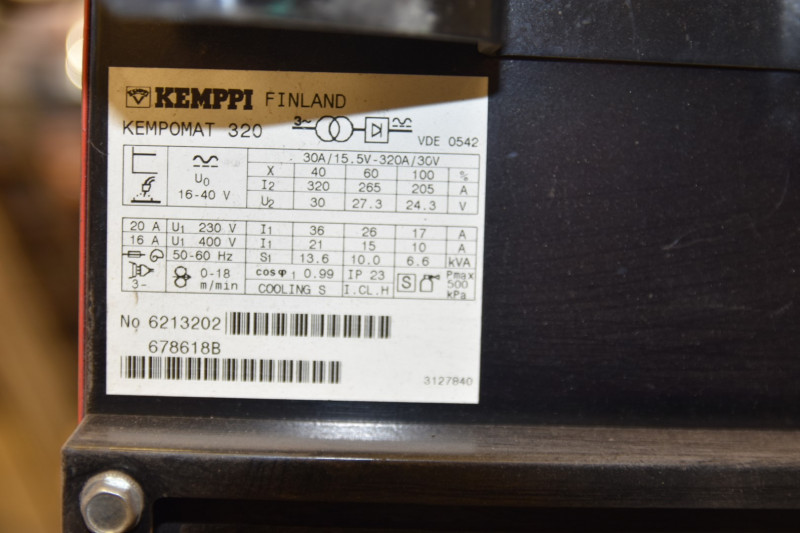 KEMPPI FINLAND
KEMPOMAT 320 3~ VDE 0542
30A/15.5V-320A/30V
X 40 60 100 %
U0 I2 320 265 205 A
16-40 V U2 30 27.3 24.3 V
20 A U1 230 V I1 36 26 17 A
16 A U1 400 V I1 21 15 10 A
50-60 Hz S1 13.6 10.0 6.6 kVA
0-18 cos φ1 0.99 IP 23 S Pmax
3~ m/min COOLING S I.CL.H 500
kPa
No 6213202
678618B
3127840